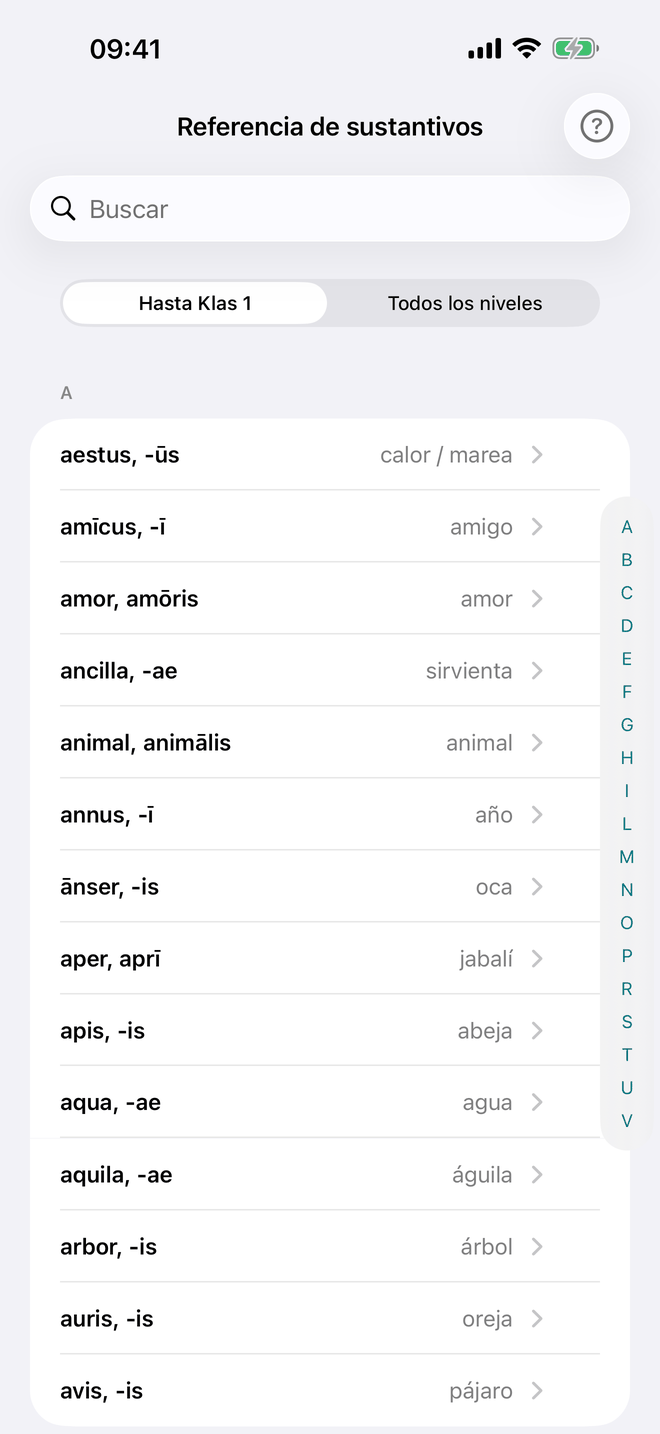 09:41
Referencia de sustantivos
?
Buscar
Hasta Klas 1
Todos los niveles
A
aestus, -ūs calor / marea
amīcus, -ī amigo
amor, amōris amor
ancilla, -ae sirvienta
animal, animālis animal
annus, -ī año
ānser, -is oca
aper, aprī jabalí
apis, -is abeja
aqua, -ae agua
aquila, -ae águila
arbor, -is árbol
auris, -is oreja
avis, -is pájaro
A
B
C
D
E
F
G
H
I
L
M
N
O
P
R
S
T
U
V